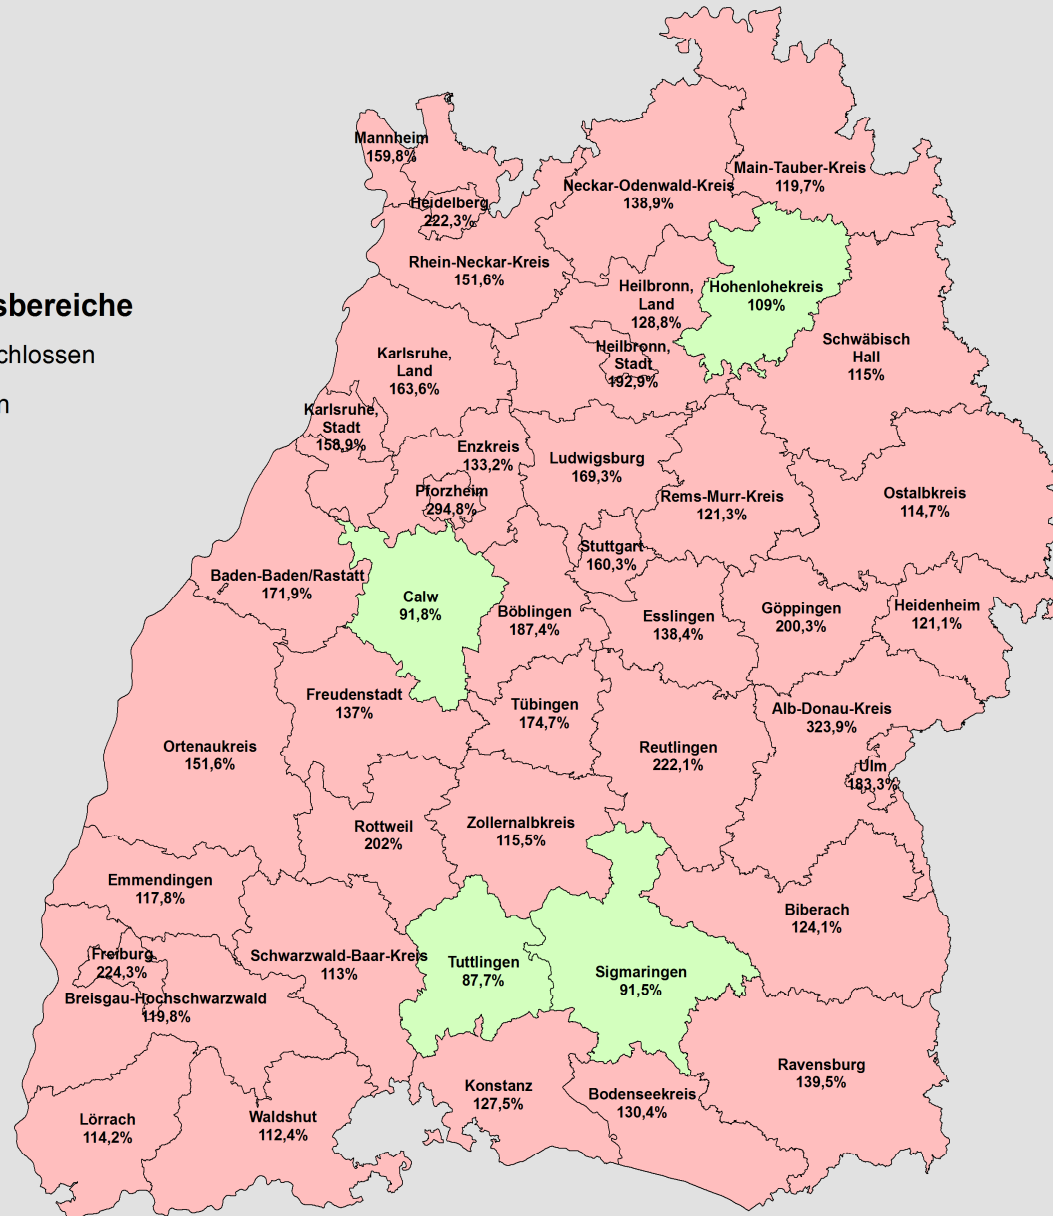 Mannheim
159,8%
Main-Tauber-Kreis
119,7%
Neckar-Odenwald-Kreis
138,9%
Heidelberg
222,3%
Rhein-Neckar-Kreis
151,6%
Heilbronn,
Land
128,8%
Hohenlohekreis
109%
sbereiche
chlossen
n
Karlsruhe,
Land
163,6%
Heilbronn,
Stadt
192,9%
Schwäbisch
Hall
115%
Karlsruhe,
Stadt
158,9%
Enzkreis
133,2%
Ludwigsburg
169,3%
Pforzheim
294,8%
Rems-Murr-Kreis
121,3%
Ostalbkreis
114,7%
Stuttgart
160,3%
Baden-Baden/Rastatt
171,9%
Calw
91,8%
Böblingen
187,4%
Esslingen
138,4%
Göppingen
200,3%
Heidenheim
121,1%
Freudenstadt
137%
Tübingen
174,7%
Alb-Donau-Kreis
323,9%
Ortenaukreis
151,6%
Reutlingen
222,1%
Ulm
183,3%
Rottweil
202%
Zollernalbkreis
115,5%
Emmendingen
117,8%
Biberach
124,1%
Freiburg
224,3%
Schwarzwald-Baar-Kreis
113%
Tuttlingen
87,7%
Sigmaringen
91,5%
Breisgau-Hochschwarzwald
119,8%
Ravensburg
139,5%
Konstanz
127,5%
Bodenseekreis
130,4%
Lörrach
114,2%
Waldshut
112,4%